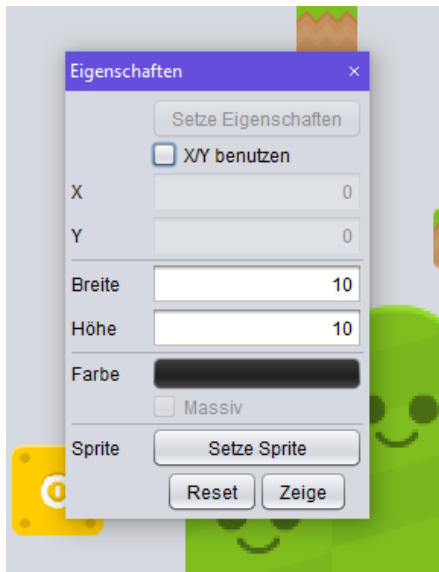 Eigenschaften ×
Setze Eigenschaften
X/Y benutzen
X 0
Y 0
Breite 10
Höhe 10
Farbe
Massiv
Sprite Setze Sprite
Reset Zeige